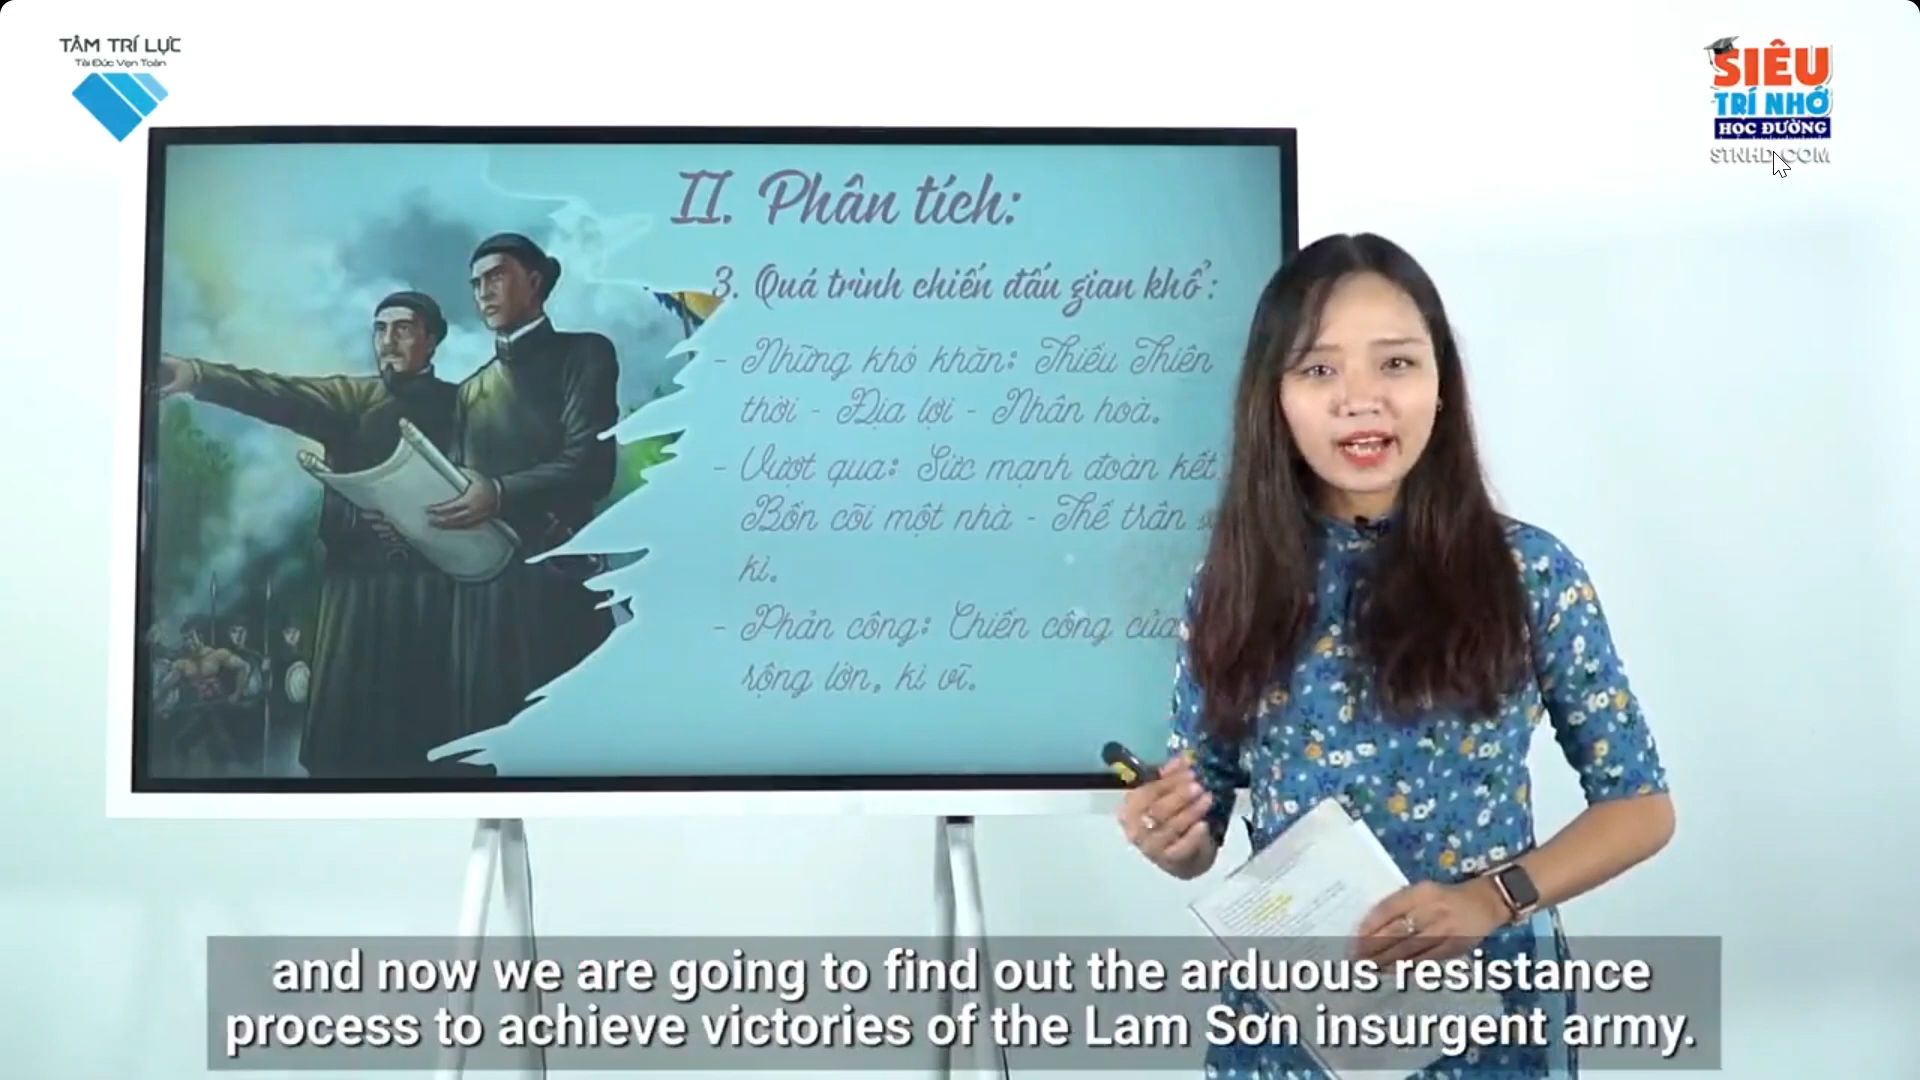 TÂM TRÍ LỰC
Tài Đức Vẹn Toàn
SIÊU
TRÍ NHỚ
HỌC ĐƯỜNG
STNHD.COM
II. Phân tích:
3. Quá trình chiến đấu gian khổ:
- Những khó khăn: Thiếu Thiên
thời - Địa lợi - Nhân hoà.
- Vượt qua: Sức mạnh đoàn kết
Bốn cõi một nhà - Thế trận
kì.
- Phản công: Chiến công của
rộng lớn, kì vĩ.
and now we are going to find out the arduous resistance
process to achieve victories of the Lam Sơn insurgent army.